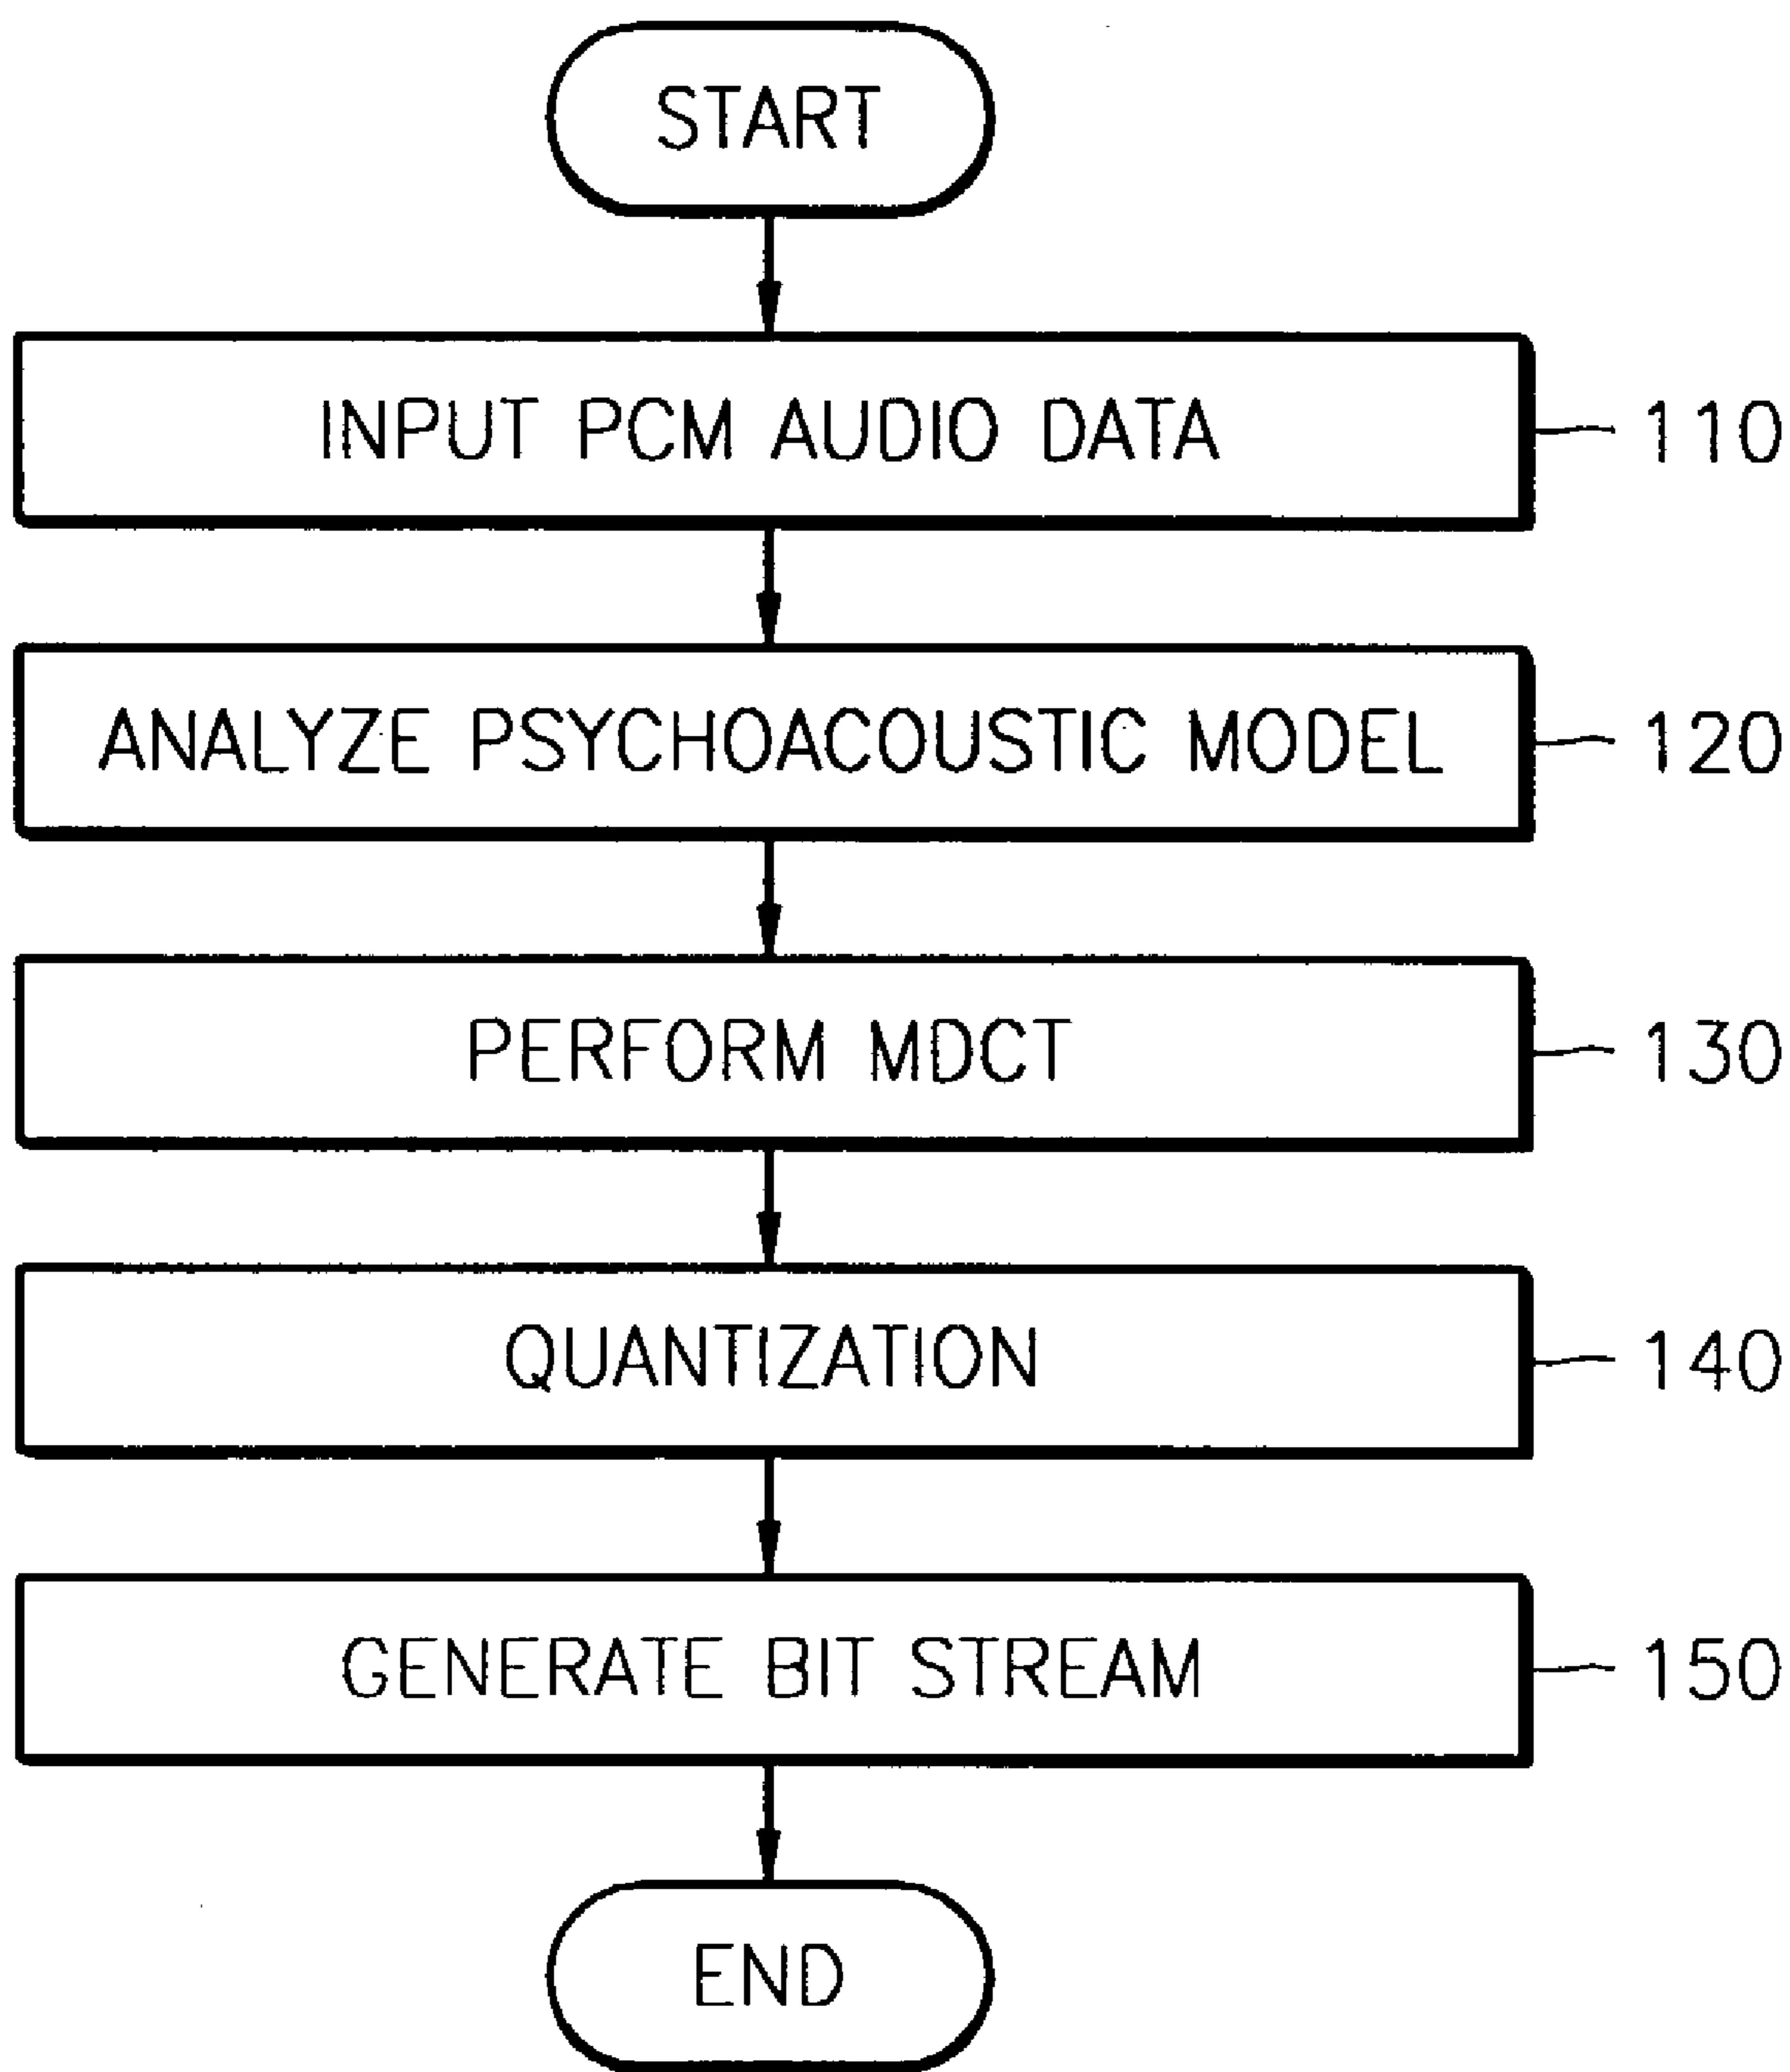 START
INPUT PCM AUDIO DATA 110
ANALYZE PSYCHOACOUSTIC MODEL 120
PERFORM MDCT 130
QUANTIZATION 140
GENERATE BIT STREAM 150
END